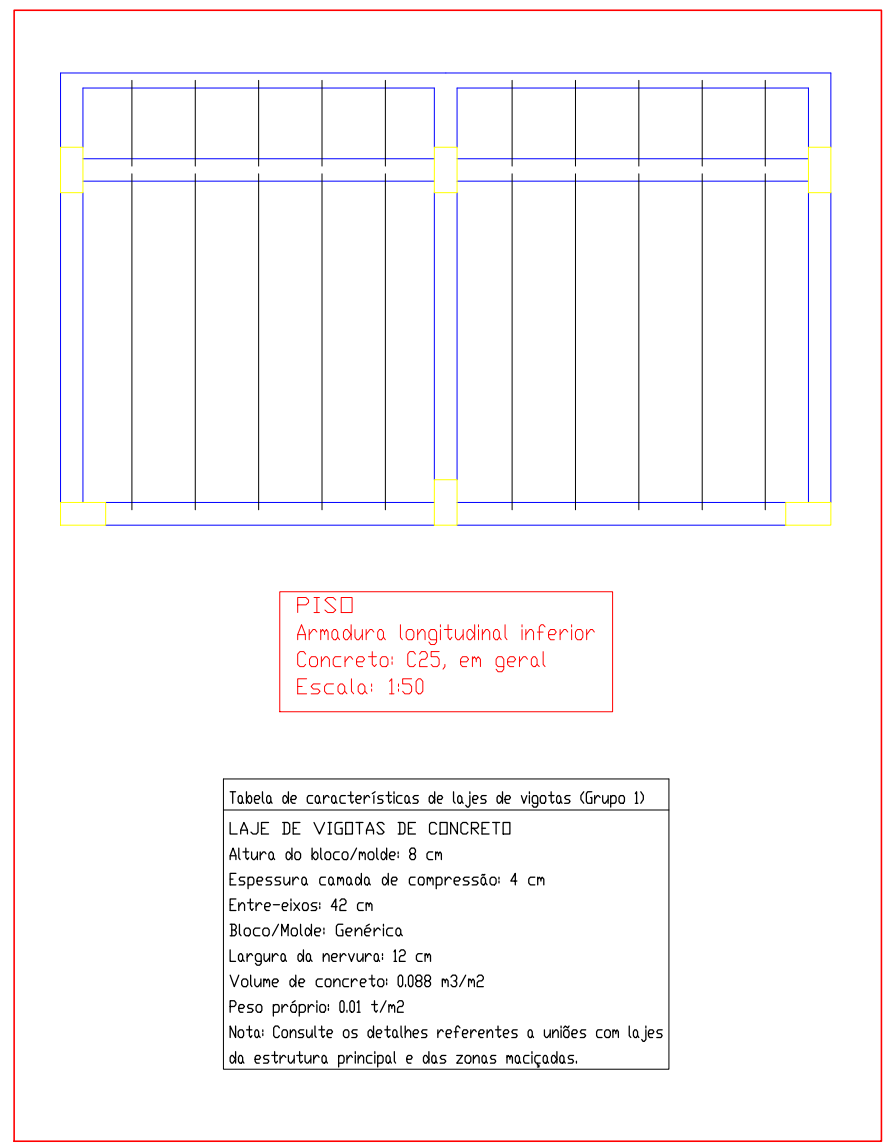 PISO
Armadura longitudinal inferior
Concreto: C25, em geral
Escala: 1:50
Tabela de características de lajes de vigotas (Grupo 1)
LAJE DE VIGOTAS DE CONCRETO
Altura do bloco/molde: 8 cm
Espessura camada de compressão: 4 cm
Entre-eixos: 42 cm
Bloco/Molde: Genérica
Largura da nervura: 12 cm
Volume de concreto: 0.088 m3/m2
Peso próprio: 0.01 t/m2
Nota: Consulte os detalhes referentes a uniões com lajes
da estrutura principal e das zonas maciçadas.